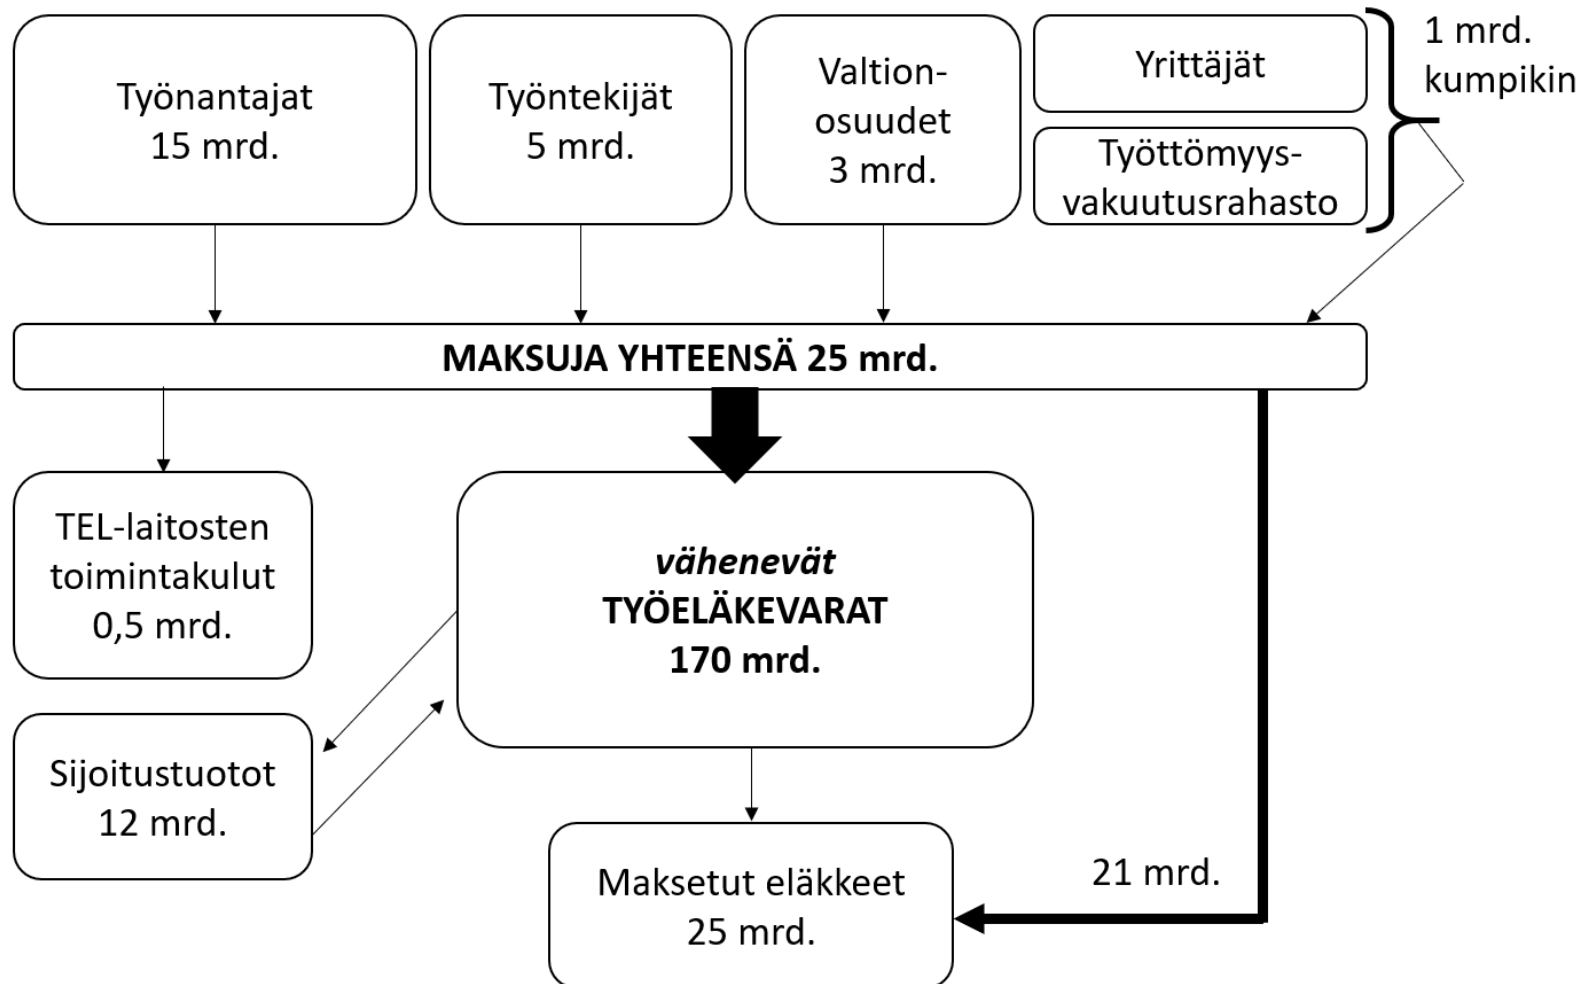 Työnantajat
15 mrd.
Työntekijät
5 mrd.
Valtion-
osuudet
3 mrd.
Yrittäjät
Työttömyys-
vakuutusrahasto
1 mrd.
kumpikin
MAKSUJA YHTEENSÄ 25 mrd.
TEL-laitosten
toimintakulut
0,5 mrd.
vähenevät
TYÖELÄKEVARAT
170 mrd.
Sijoitustuotot
12 mrd.
Maksetut eläkkeet
25 mrd.
21 mrd.